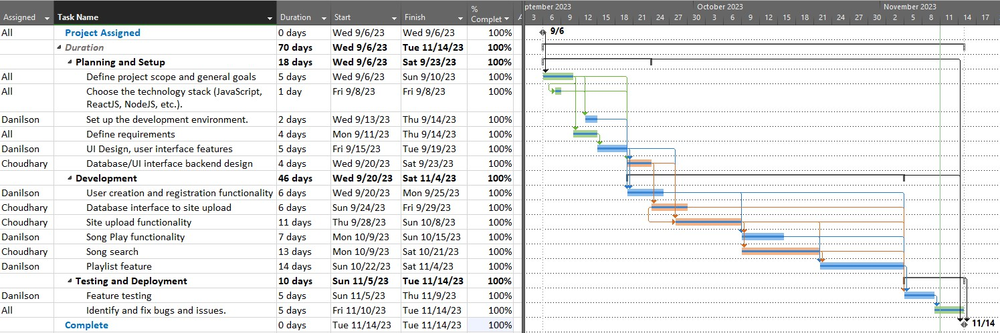 ptember 2023 October 2023 November 2023
Assigned Task Name Duration Start Finish % Complet A 3 6 9 12 15 18 21 24 27 30 3 6 9 12 15 18 21 24 27 30 2 5 8 11 14 17
All Project Assigned 0 days Wed 9/6/23 Wed 9/6/23 100% 9/6
Duration 70 days Wed 9/6/23 Tue 11/14/23 100%
Planning and Setup 18 days Wed 9/6/23 Sat 9/23/23 100%
All Define project scope and general goals 5 days Wed 9/6/23 Sun 9/10/23 100%
All Choose the technology stack (JavaScript, 1 day Fri 9/8/23 Fri 9/8/23 100%
ReactJS, NodeJS, etc.).
Danilson Set up the development environment. 2 days Wed 9/13/23 Thu 9/14/23 100%
All Define requirements 4 days Mon 9/11/23 Thu 9/14/23 100%
Danilson UI Design, user interface features 5 days Fri 9/15/23 Tue 9/19/23 100%
Choudhary Database/UI interface backend design 4 days Wed 9/20/23 Sat 9/23/23 100%
Development 46 days Wed 9/20/23 Sat 11/4/23 100%
Danilson User creation and registration functionality 6 days Wed 9/20/23 Mon 9/25/23 100%
Choudhary Database interface to site upload 6 days Sun 9/24/23 Fri 9/29/23 100%
Choudhary Site upload functionality 11 days Thu 9/28/23 Sun 10/8/23 100%
Danilson Song Play functionality 7 days Mon 10/9/23 Sun 10/15/23 100%
Choudhary Song search 13 days Mon 10/9/23 Sat 10/21/23 100%
Danilson Playlist feature 14 days Sun 10/22/23 Sat 11/4/23 100%
Testing and Deployment 10 days Sun 11/5/23 Tue 11/14/23 100%
Danilson Feature testing 5 days Sun 11/5/23 Thu 11/9/23 100%
All Identify and fix bugs and issues. 5 days Fri 11/10/23 Tue 11/14/23 100%
Complete 0 days Tue 11/14/23 Tue 11/14/23 100% 11/14